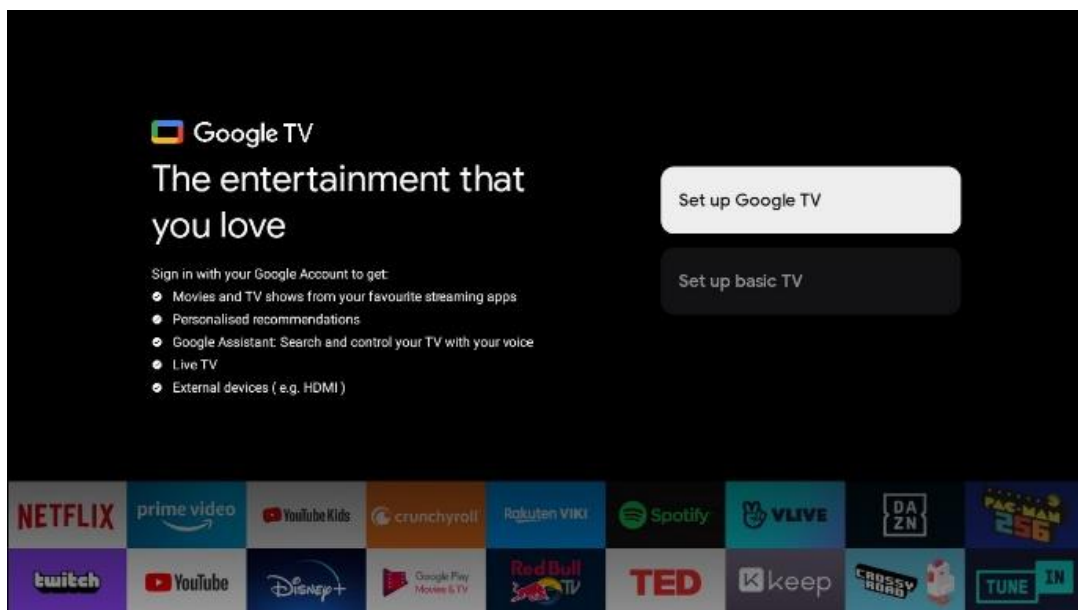 Google TV
The entertainment that
you love
Sign in with your Google Account to get:
Movies and TV shows from your favourite streaming apps
Personalised recommendations
Google Assistant: Search and control your TV with your voice
Live TV
External devices ( e.g. HDMI )
Set up Google TV
Set up basic TV
NETFLIX
prime video
YouTube Kids
crunchyroll
Rakuten VIKI
Spotify
VLIVE
DA
ZN
PAC-MAN
256
twitch
YouTube
Disney+
Google Play
Movies & TV
Red Bull
TV
TED
keep
CROSSY
ROAD
TUNE IN